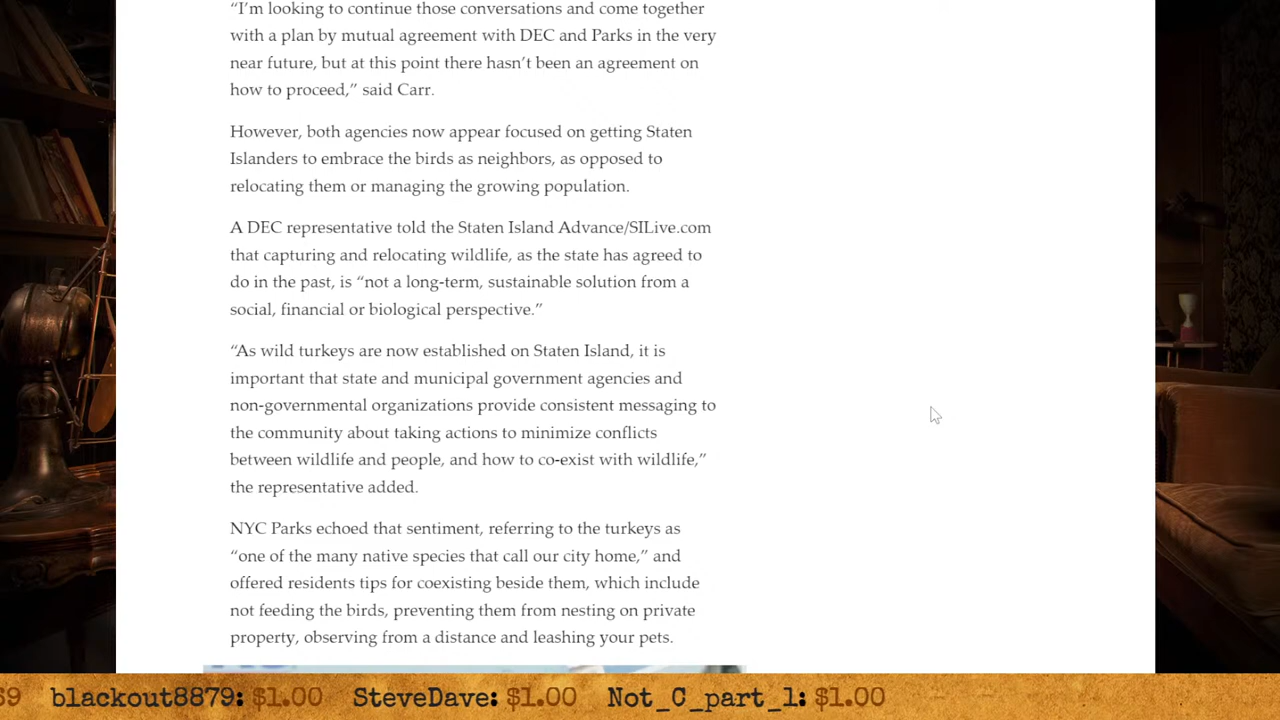 “I’m looking to continue those conversations and come together
with a plan by mutual agreement with DEC and Parks in the very
near future, but at this point there hasn’t been an agreement on
how to proceed,” said Carr.
However, both agencies now appear focused on getting Staten
Islanders to embrace the birds as neighbors, as opposed to
relocating them or managing the growing population.
A DEC representative told the Staten Island Advance/SILive.com
that capturing and relocating wildlife, as the state has agreed to
do in the past, is “not a long-term, sustainable solution from a
social, financial or biological perspective.”
“As wild turkeys are now established on Staten Island, it is
important that state and municipal government agencies and
non-governmental organizations provide consistent messaging to
the community about taking actions to minimize conflicts
between wildlife and people, and how to co-exist with wildlife,”
the representative added.
NYC Parks echoed that sentiment, referring to the turkeys as
“one of the many native species that call our city home,” and
offered residents tips for coexisting beside them, which include
not feeding the birds, preventing them from nesting on private
property, observing from a distance and leashing your pets.
69 blackout8879: $1.00 SteveDave: $1.00 Not_C_part_1: $1.00